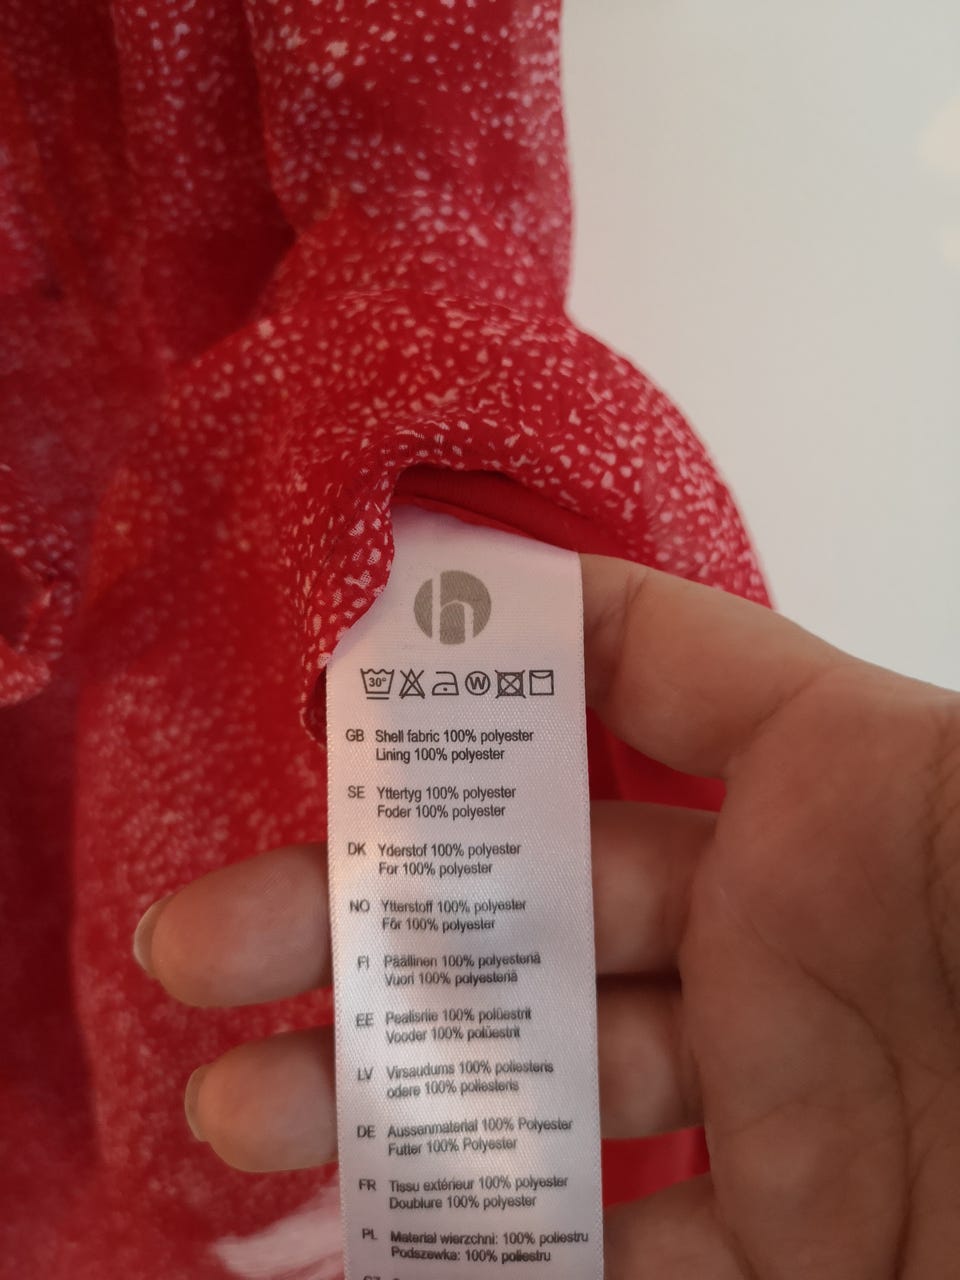 h
30°
W
GB Shell fabric 100% polyester
Lining 100% polyester
SE Yttertyg 100% polyester
Foder 100% polyester
DK Yderstof 100% polyester
For 100% polyester
NO Ytterstoff 100% polyester
Fôr 100% polyester
FI Päällinen 100% polyesteriä
Vuori 100% polyesteriä
EE Pealisriie 100% polüestrit
Vooder 100% polüestrit
LV Virsaudums 100% poliesteris
odere 100% poliesteris
DE Aussenmaterial 100% Polyester
Futter 100% Polyester
FR Tissu extérieur 100% polyester
Doublure 100% polyester
PL Materiał wierzchni: 100% poliestru
Podszewka: 100% poliestru